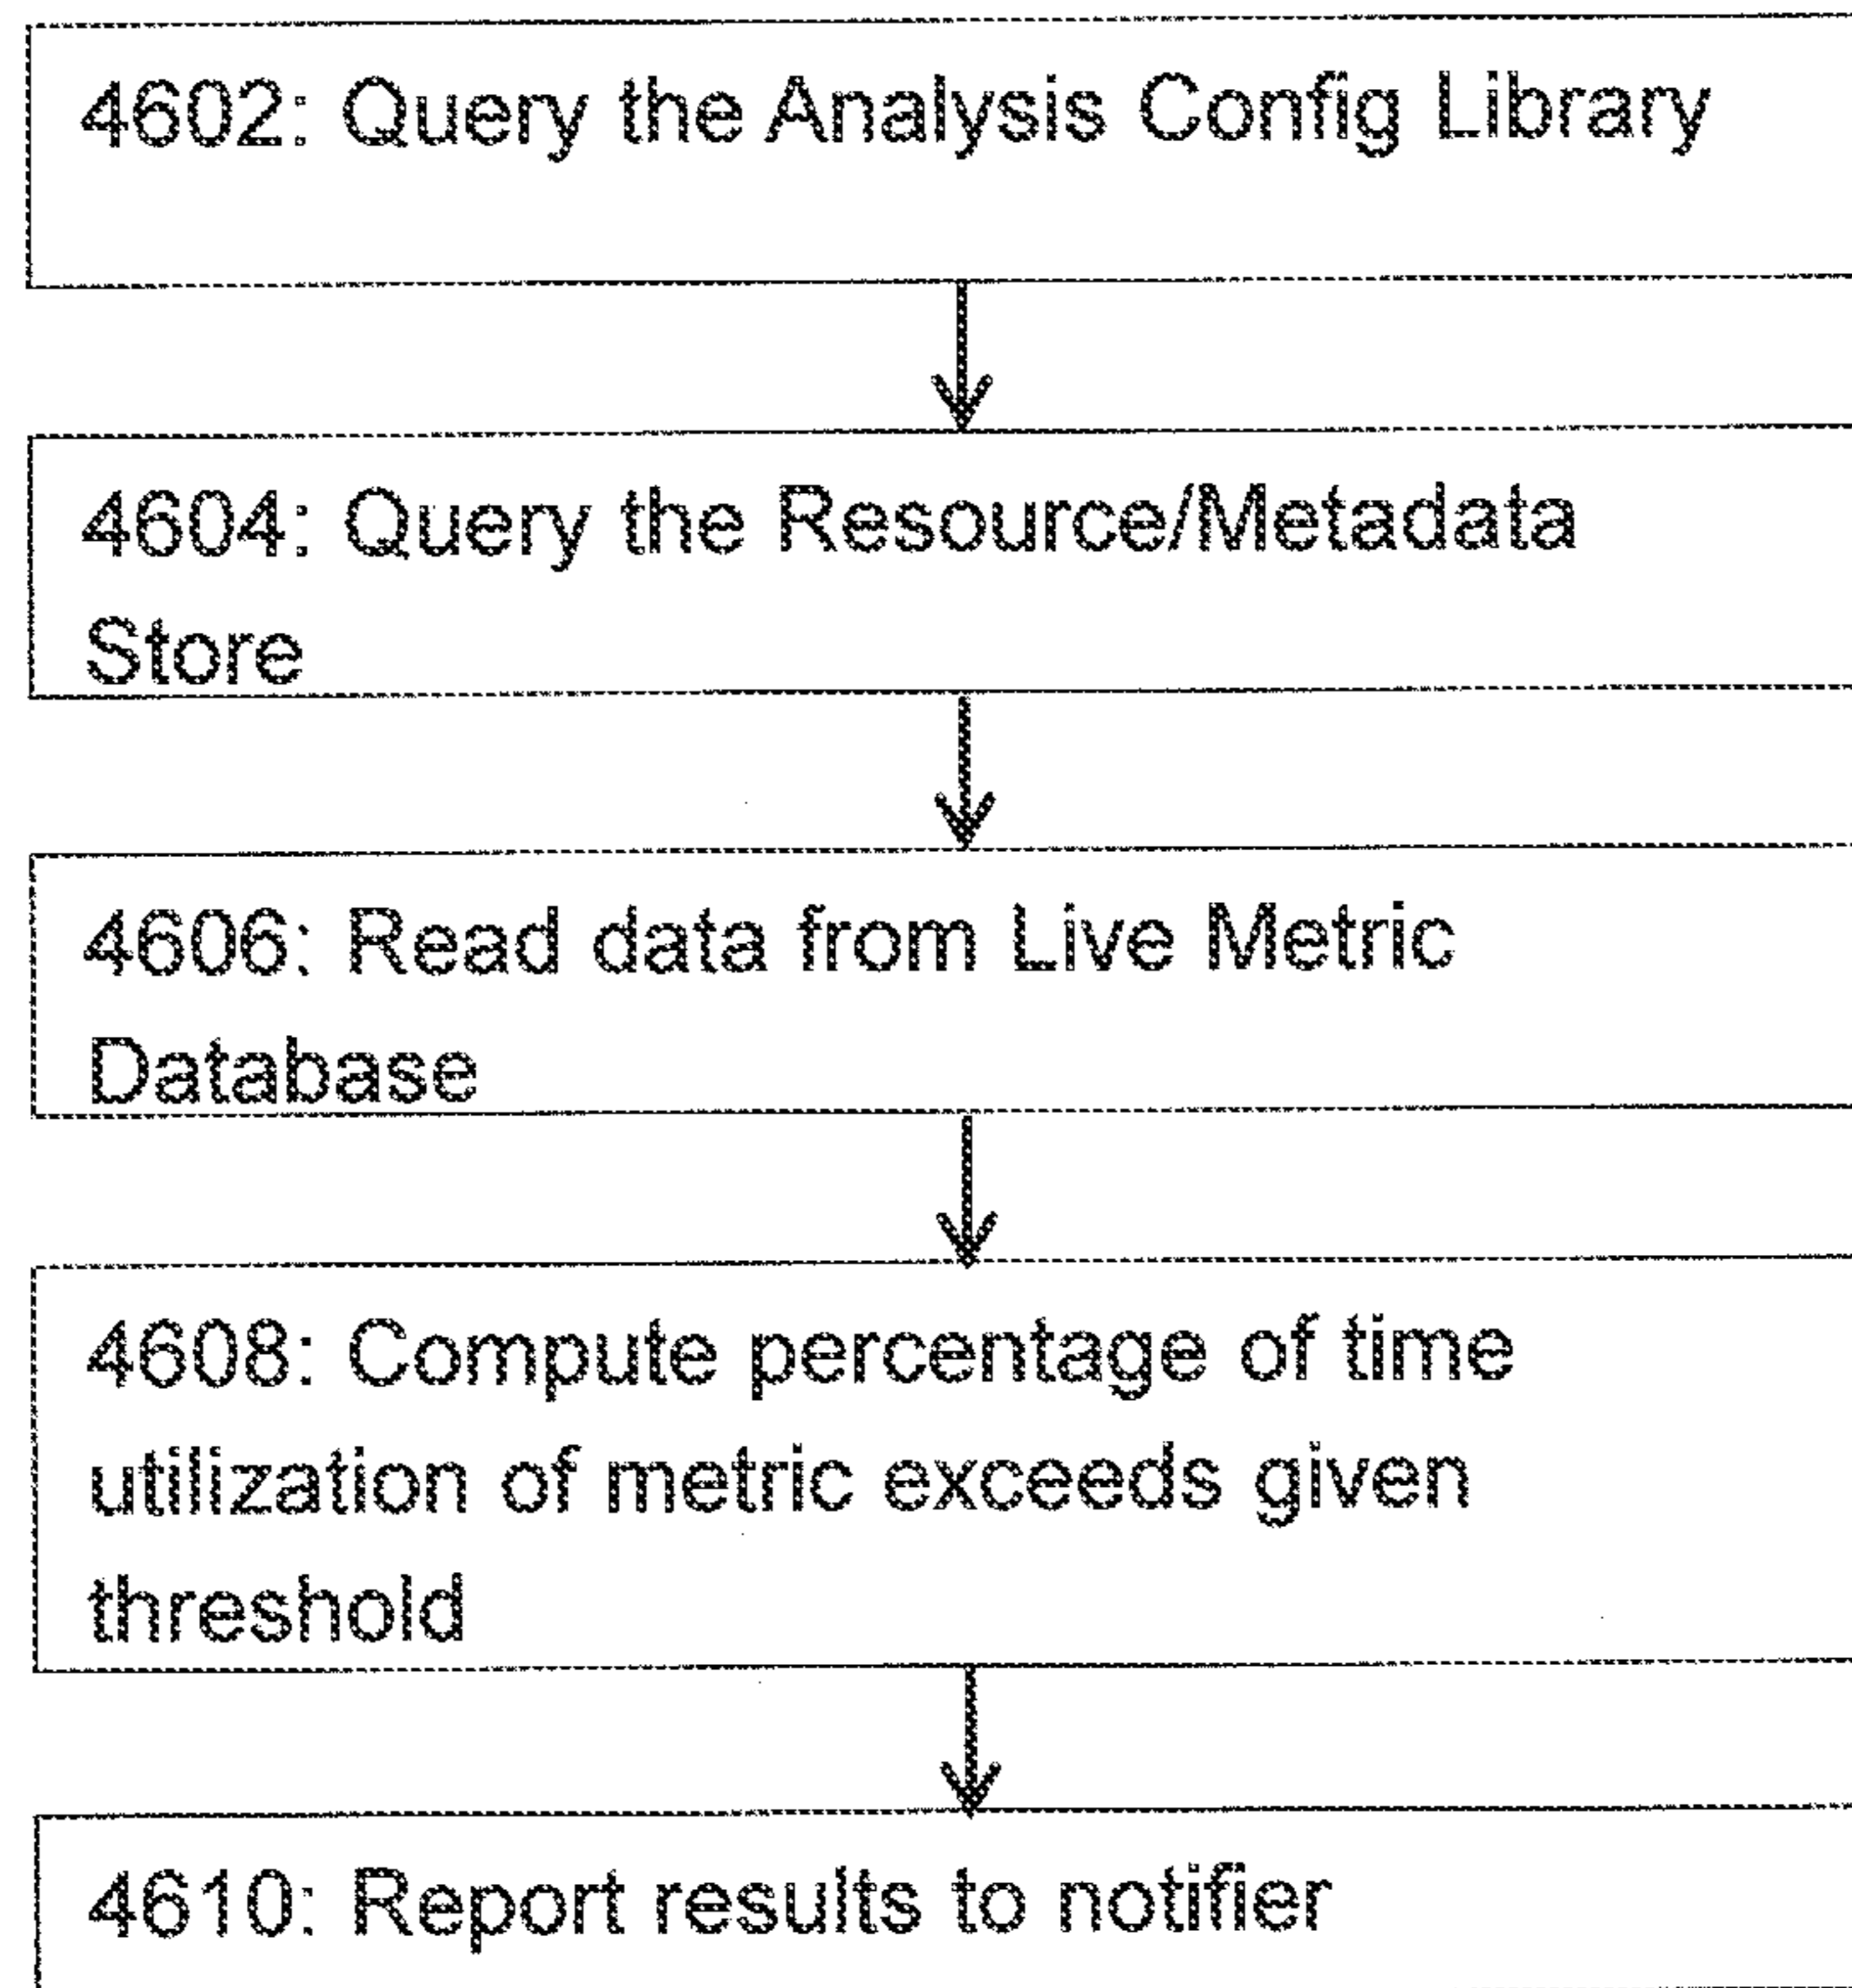 4602: Query the Analysis Config Library
4604: Query the Resource/Metadata
Store
4606: Read data from Live Metric
Database
4608: Compute percentage of time
utilization of metric exceeds given
threshold
4610: Report results to notifier